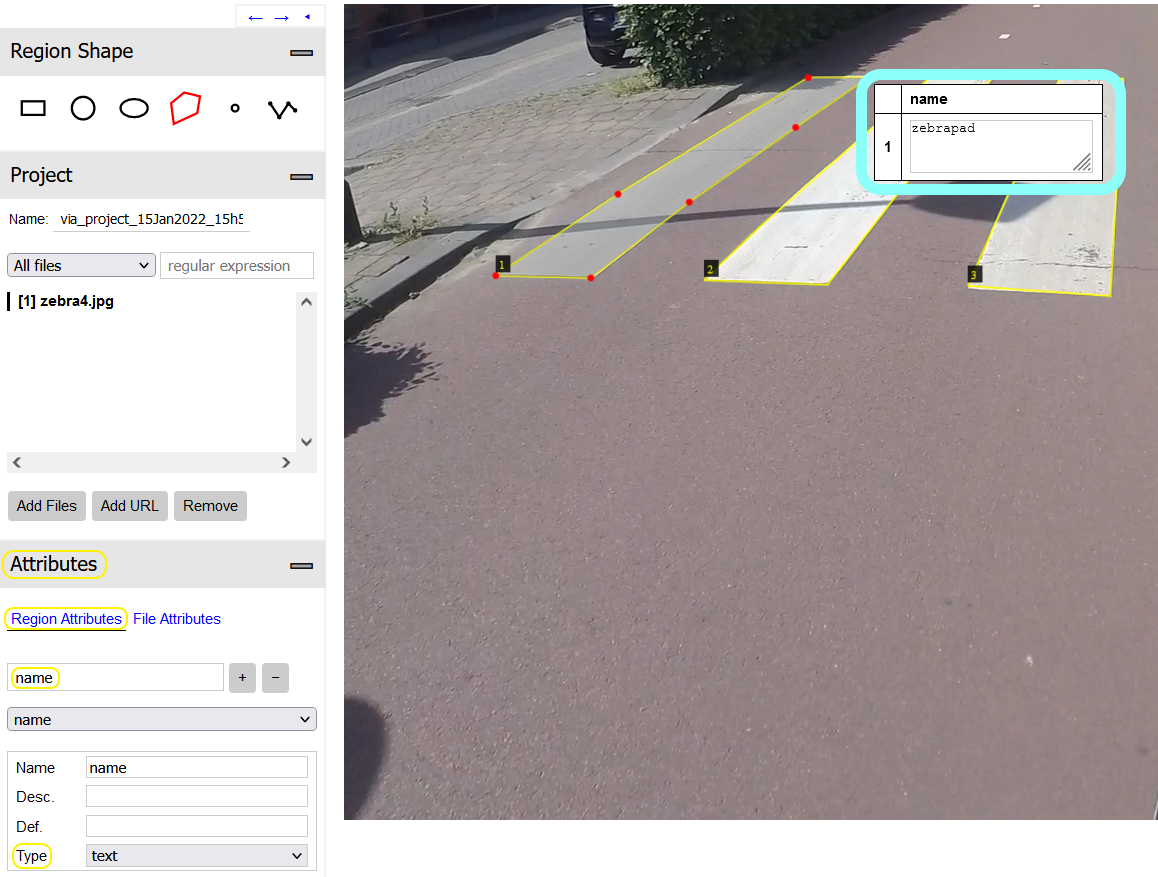 Region Shape
Project
Name: via_project_15Jan2022_15h5
All files regular expression
[1] zebra4.jpg
Add Files Add URL Remove
Attributes
Region Attributes File Attributes
name + −
name
Name name
Desc.
Def.
Type text
name
1 zebrapad
1
2
3